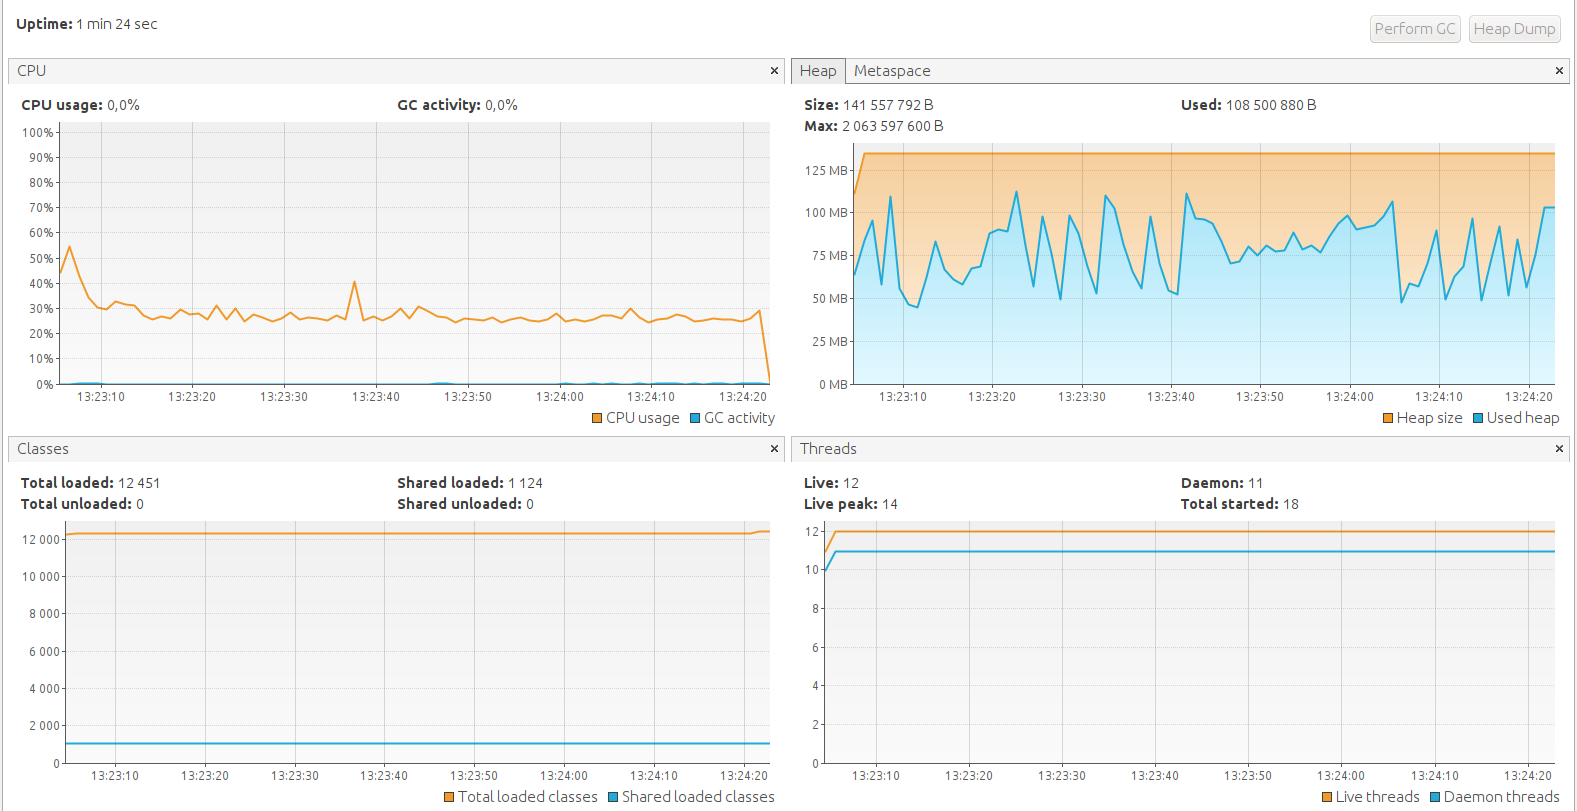 Uptime: 1 min 24 sec
Perform GC Heap Dump
CPU ×
CPU usage: 0,0% GC activity: 0,0%
100%
90%
80%
70%
60%
50%
40%
30%
20%
10%
0%
13:23:10 13:23:20 13:23:30 13:23:40 13:23:50 13:24:00 13:24:10 13:24:20
CPU usage GC activity
Heap Metaspace ×
Size: 141 557 792 B Used: 108 500 880 B
Max: 2 063 597 600 B
125 MB
100 MB
75 MB
50 MB
25 MB
0 MB
13:23:10 13:23:20 13:23:30 13:23:40 13:23:50 13:24:00 13:24:10 13:24:20
Heap size Used heap
Classes ×
Total loaded: 12 451 Shared loaded: 1 124
Total unloaded: 0 Shared unloaded: 0
12 000
10 000
8 000
6 000
4 000
2 000
0
13:23:10 13:23:20 13:23:30 13:23:40 13:23:50 13:24:00 13:24:10 13:24:20
Total loaded classes Shared loaded classes
Threads ×
Live: 12 Daemon: 11
Live peak: 14 Total started: 18
12
10
8
6
4
2
0
13:23:10 13:23:20 13:23:30 13:23:40 13:23:50 13:24:00 13:24:10 13:24:20
Live threads Daemon threads